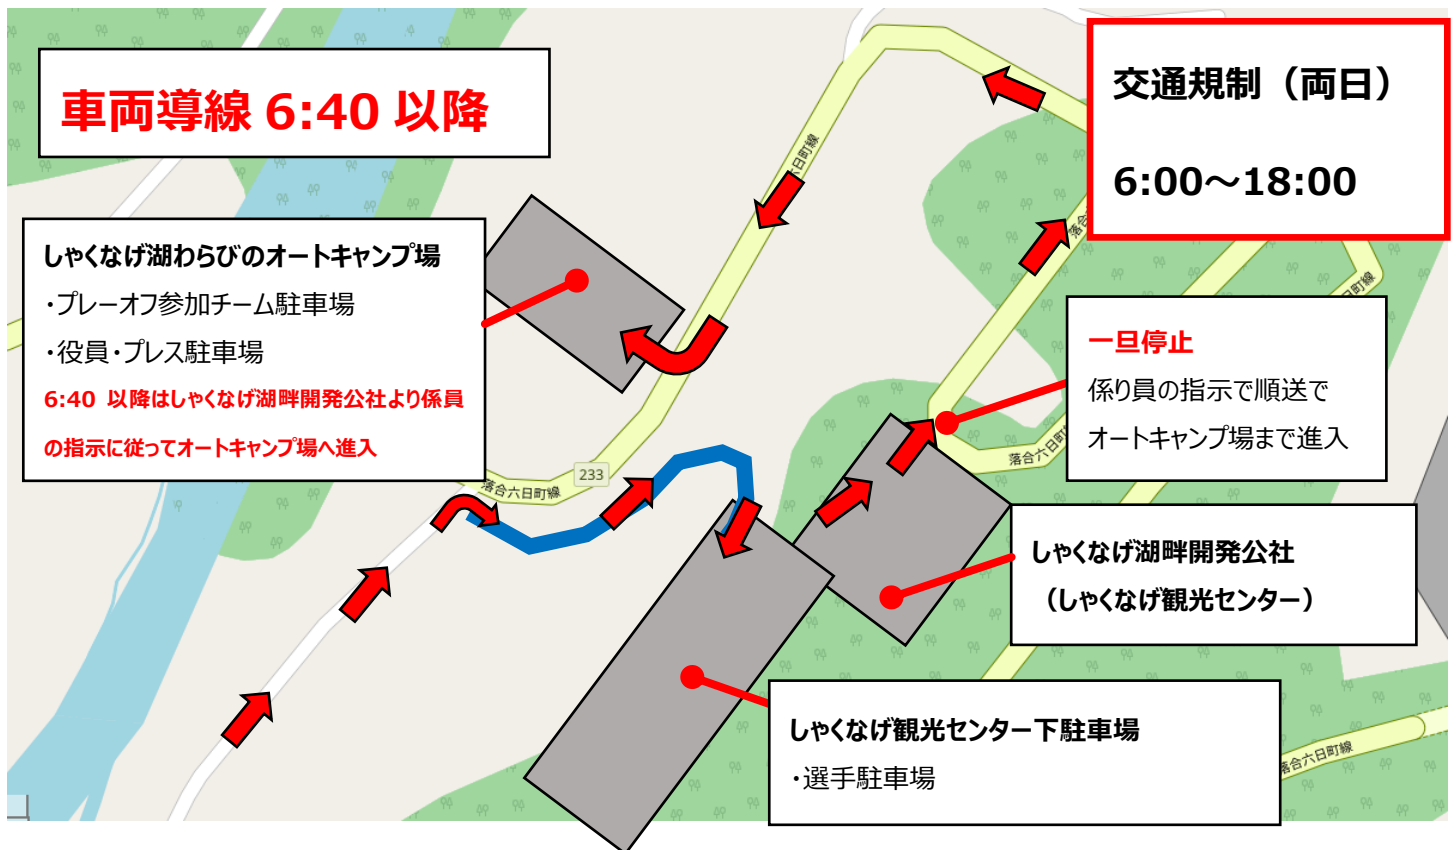 車両導線 6:40 以降
交通規制（両日）
6:00～18:00
しゃくなげ湖わらびのオートキャンプ場
・プレーオフ参加チーム駐車場
・役員・プレス駐車場
6:40 以降はしゃくなげ湖畔開発公社より係員
の指示に従ってオートキャンプ場へ進入
一旦停止
係り員の指示で順送で
オートキャンプ場まで進入
しゃくなげ湖畔開発公社
（しゃくなげ観光センター）
しゃくなげ観光センター下駐車場
・選手駐車場
六日町線
落合
日町線
落合六日町
落合六日町線
233
落合六日町線